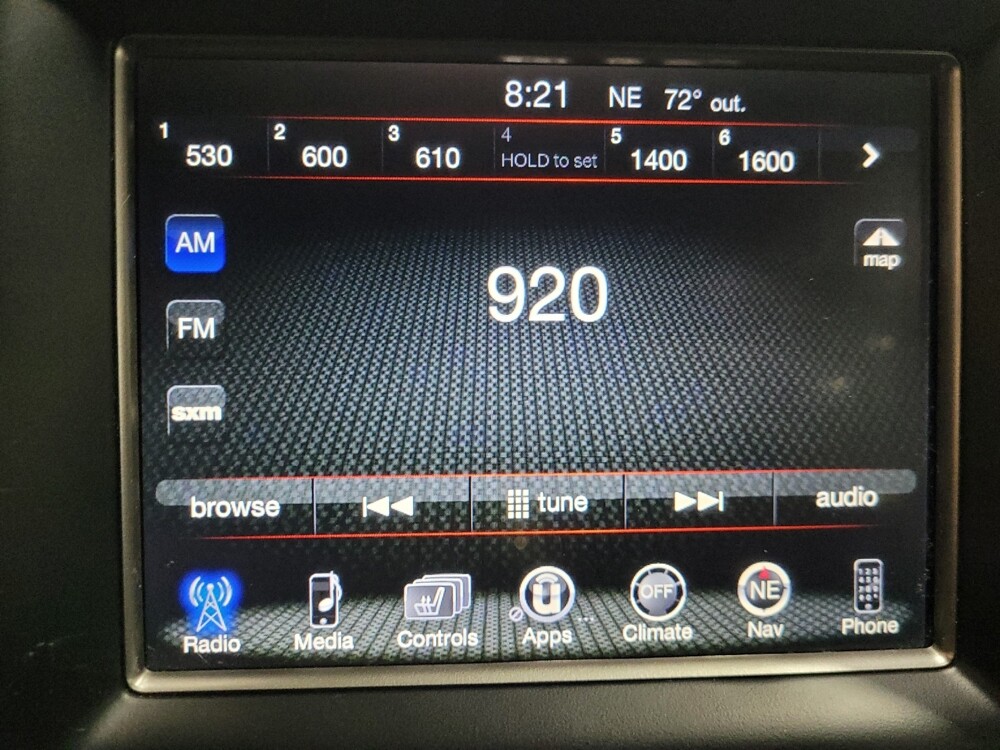 8:21 NE 72° out.
1 530 2 600 3 610 4 HOLD to set 5 1400 6 1600
AM
920
map
FM
sxm
browse tune audio
OFF NE
Radio Media Controls Apps Climate Nav Phone